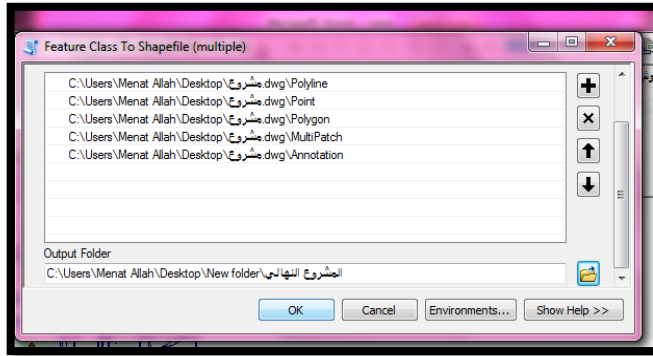 Feature Class To Shapefile (multiple)
C:\Users\Menat Allah\Desktop\مشروع.dwg\Polyline
C:\Users\Menat Allah\Desktop\مشروع.dwg\Point
C:\Users\Menat Allah\Desktop\مشروع.dwg\Polygon
C:\Users\Menat Allah\Desktop\مشروع.dwg\MultiPatch
C:\Users\Menat Allah\Desktop\مشروع.dwg\Annotation
Output Folder
C:\Users\Menat Allah\Desktop\New folder\المشروع النهائي
OK Cancel Environments... Show Help >>